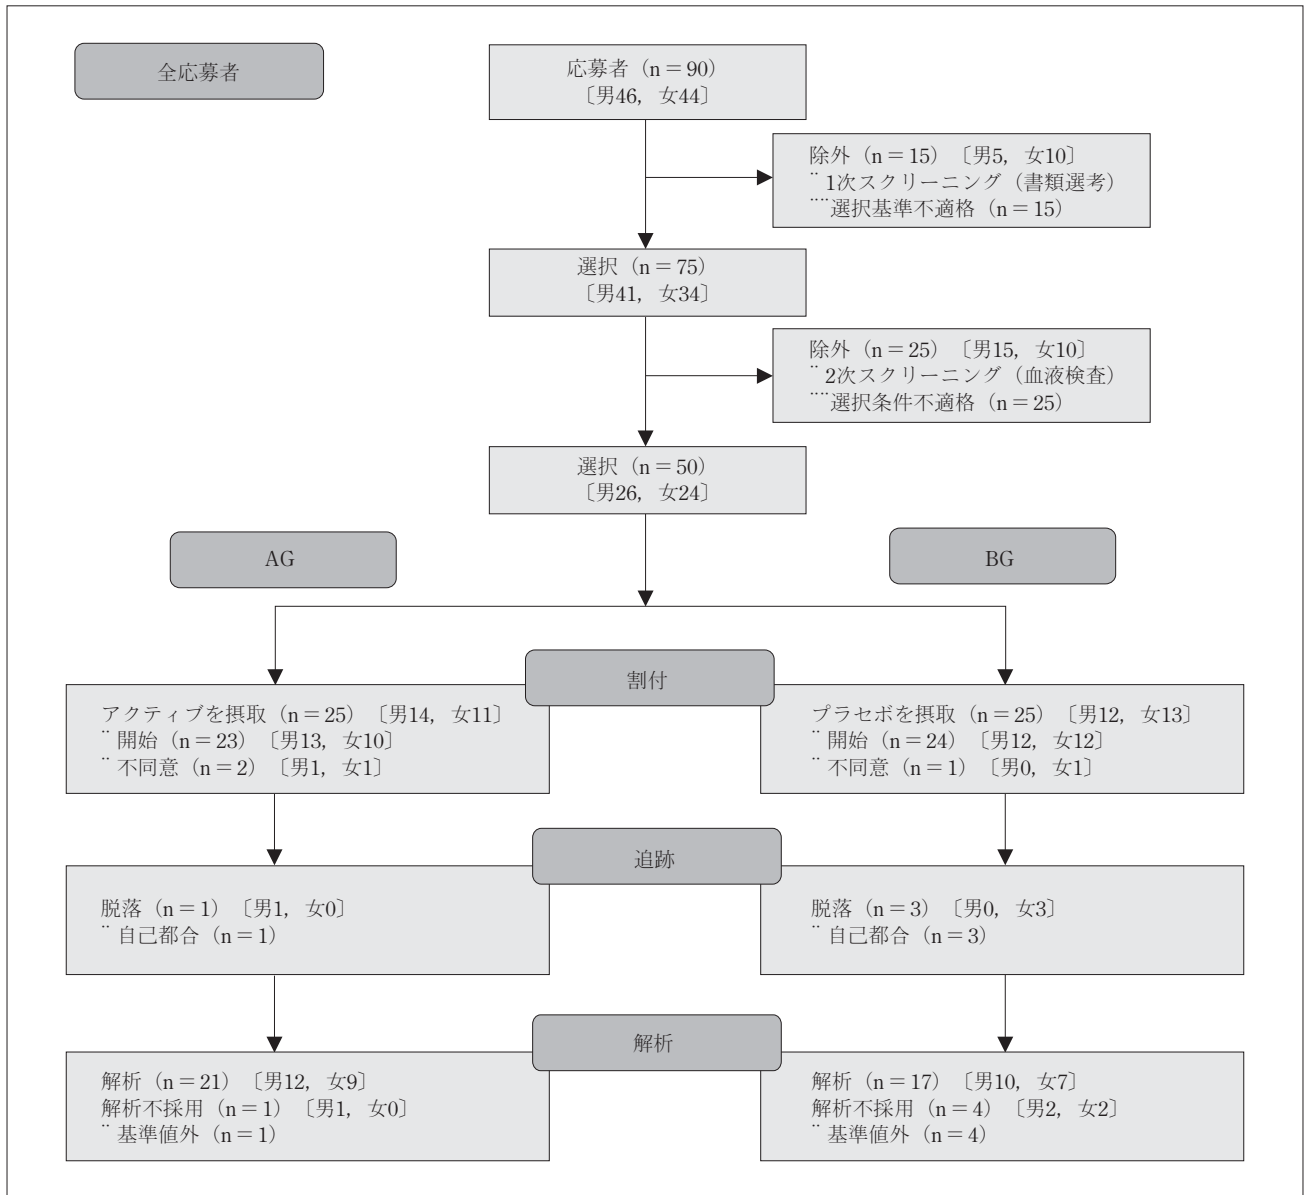 全応募者
応募者（n = 90）
〔男46，女44〕
除外（n = 15）〔男5，女10〕
¨ 1次スクリーニング（書類選考）
¨¨選択基準不適格（n = 15）
選択（n = 75）
〔男41，女34〕
除外（n = 25）〔男15，女10〕
¨ 2次スクリーニング（血液検査）
¨¨選択条件不適格（n = 25）
選択（n = 50）
〔男26，女24〕
AG
BG
割付
アクティブを摂取（n = 25）〔男14，女11〕
¨ 開始（n = 23）〔男13，女10〕
¨ 不同意（n = 2）〔男1，女1〕
プラセボを摂取（n = 25）〔男12，女13〕
¨ 開始（n = 24）〔男12，女12〕
¨ 不同意（n = 1）〔男0，女1〕
追跡
脱落（n = 1）〔男1，女0〕
¨ 自己都合（n = 1）
脱落（n = 3）〔男0，女3〕
¨ 自己都合（n = 3）
解析
解析（n = 21）〔男12，女9〕
解析不採用（n = 1）〔男1，女0〕
¨ 基準値外（n = 1）
解析（n = 17）〔男10，女7〕
解析不採用（n = 4）〔男2，女2〕
¨ 基準値外（n = 4）